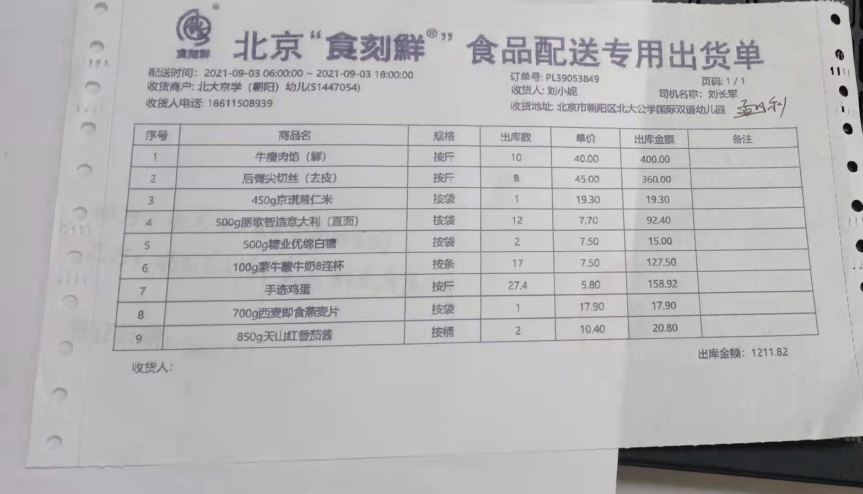 食刻鲜
北京“食刻鲜®” 食品配送专用出货单
配送时间：2021-09-03 06:00:00 ~ 2021-09-03 18:00:00 订单号: PL39053849 页码: 1 / 1
收货商户: 北大京学（朝阳）幼儿(S1447054) 收货人: 刘小妮 司机名称: 刘长军
收货人电话: 18611508939 收货地址: 北京市朝阳区北大公学国际双语幼儿园
序号 商品名 规格 出库数 单价 出库金额 备注
1 牛瘦肉馅（鲜） 按斤 10 40.00 400.00
2 后臀尖切丝（去皮） 按斤 8 45.00 360.00
3 450g京琪薏仁米 按袋 1 19.30 19.30
4 500g丽歌智造意大利（直面） 按袋 12 7.70 92.40
5 500g糖业优绵白糖 按袋 2 7.50 15.00
6 100g蒙牛酸牛奶8连杯 按条 17 7.50 127.50
7 手选鸡蛋 按斤 27.4 5.80 158.92
8 700g西麦即食燕麦片 按袋 1 17.90 17.90
9 850g天山红番茄酱 按桶 2 10.40 20.80
收货人: 出库金额: 1211.82